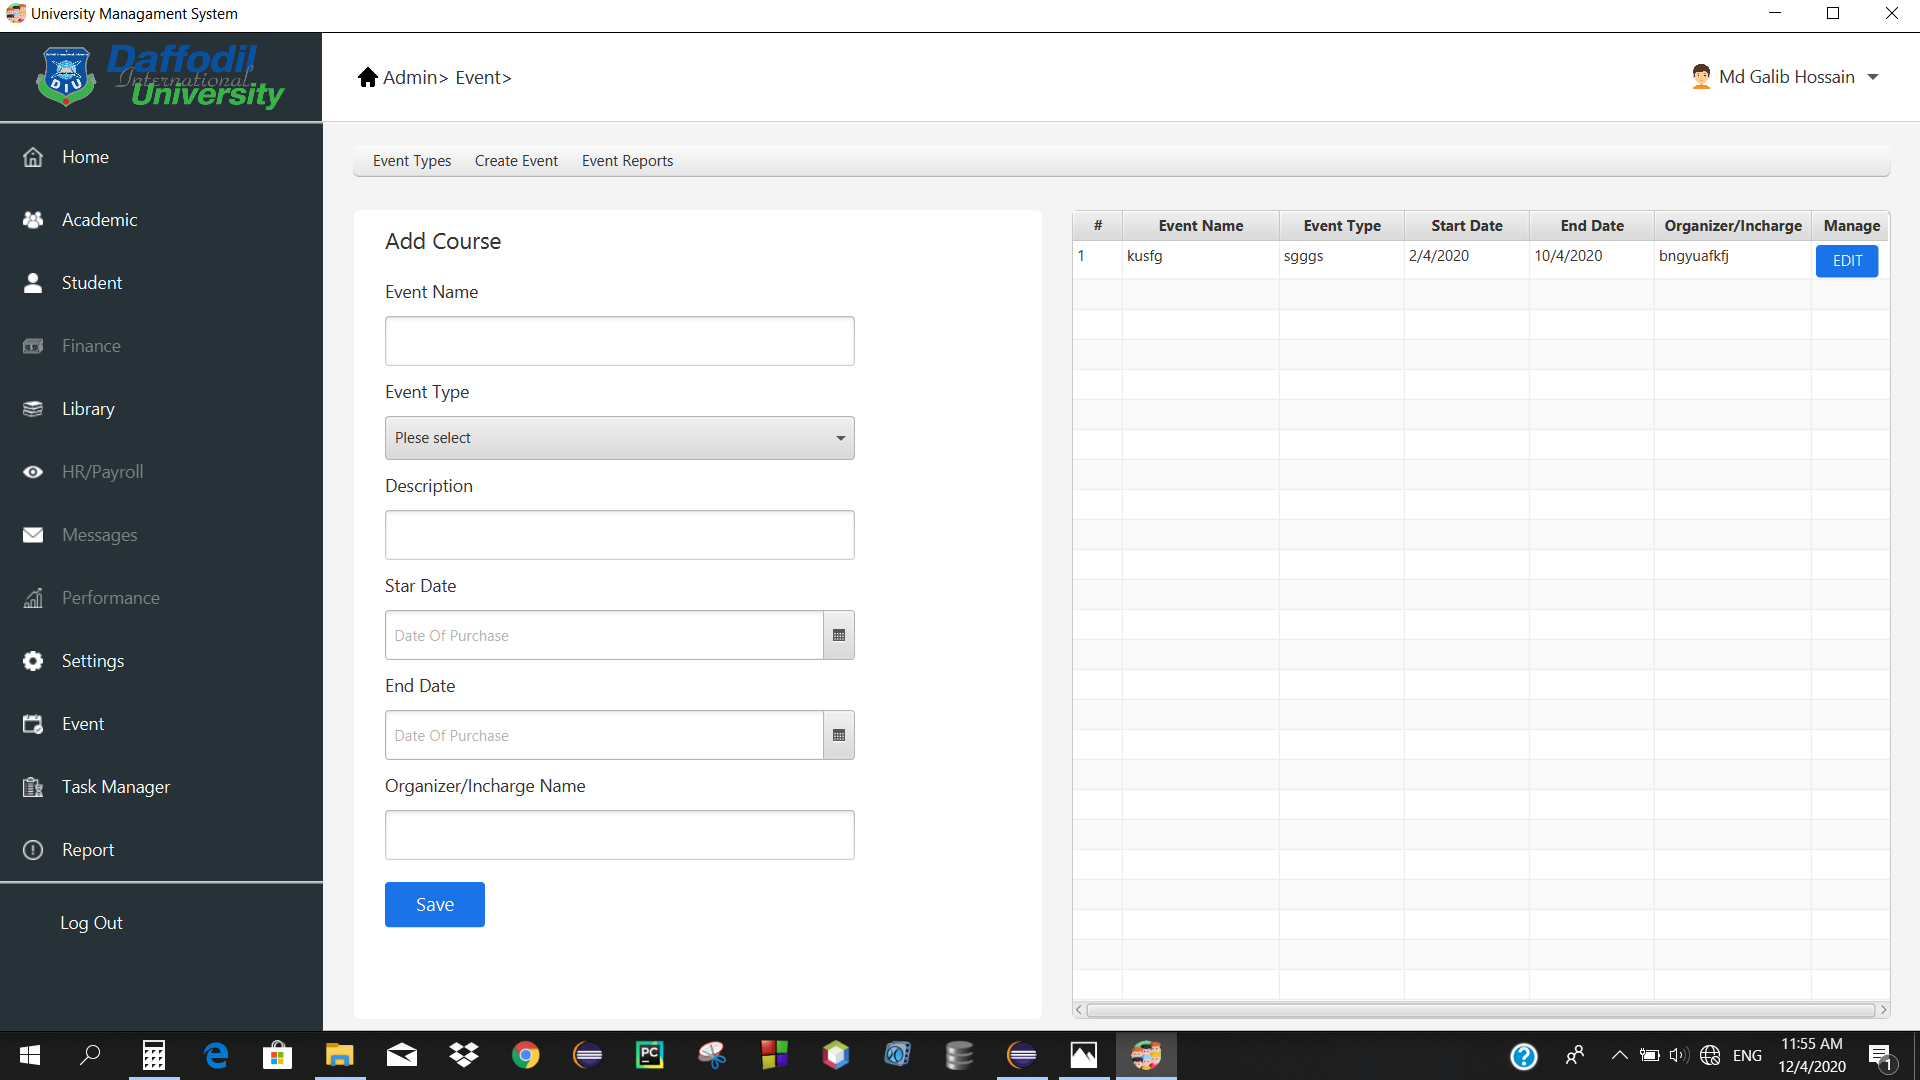 University Managament System
Daffodil
International
University
DIU
Admin> Event>
Md Galib Hossain
Home
Academic
Student
Finance
Library
HR/Payroll
Messages
Performance
Settings
Event
Task Manager
Report
Log Out
Event Types Create Event Event Reports
Add Course
Event Name
Event Type
Plese select
Description
Star Date
Date Of Purchase
End Date
Date Of Purchase
Organizer/Incharge Name
Save
# Event Name Event Type Start Date End Date Organizer/Incharge Manage
1 kusfg sgggs 2/4/2020 10/4/2020 bngyuafkfj EDIT
PC
ENG
11:55 AM
12/4/2020
1